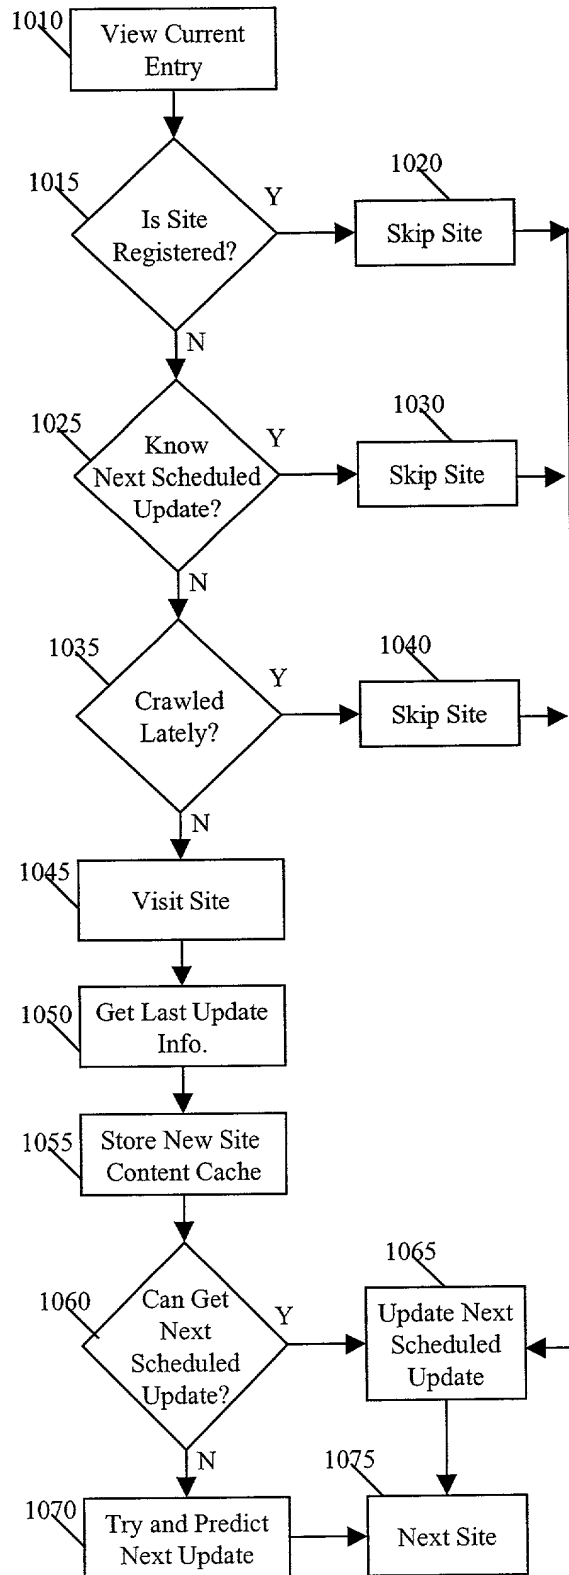 1010
View Current
Entry
1015
Is Site
Registered?
Y
1020
Skip Site
N
1025
Know
Next Scheduled
Update?
Y
1030
Skip Site
N
1035
Crawled
Lately?
Y
1040
Skip Site
N
1045
Visit Site
1050
Get Last Update
Info.
1055
Store New Site
Content Cache
1060
Can Get
Next
Scheduled
Update?
Y
1065
Update Next
Scheduled
Update
N
1070
Try and Predict
Next Update
1075
Next Site